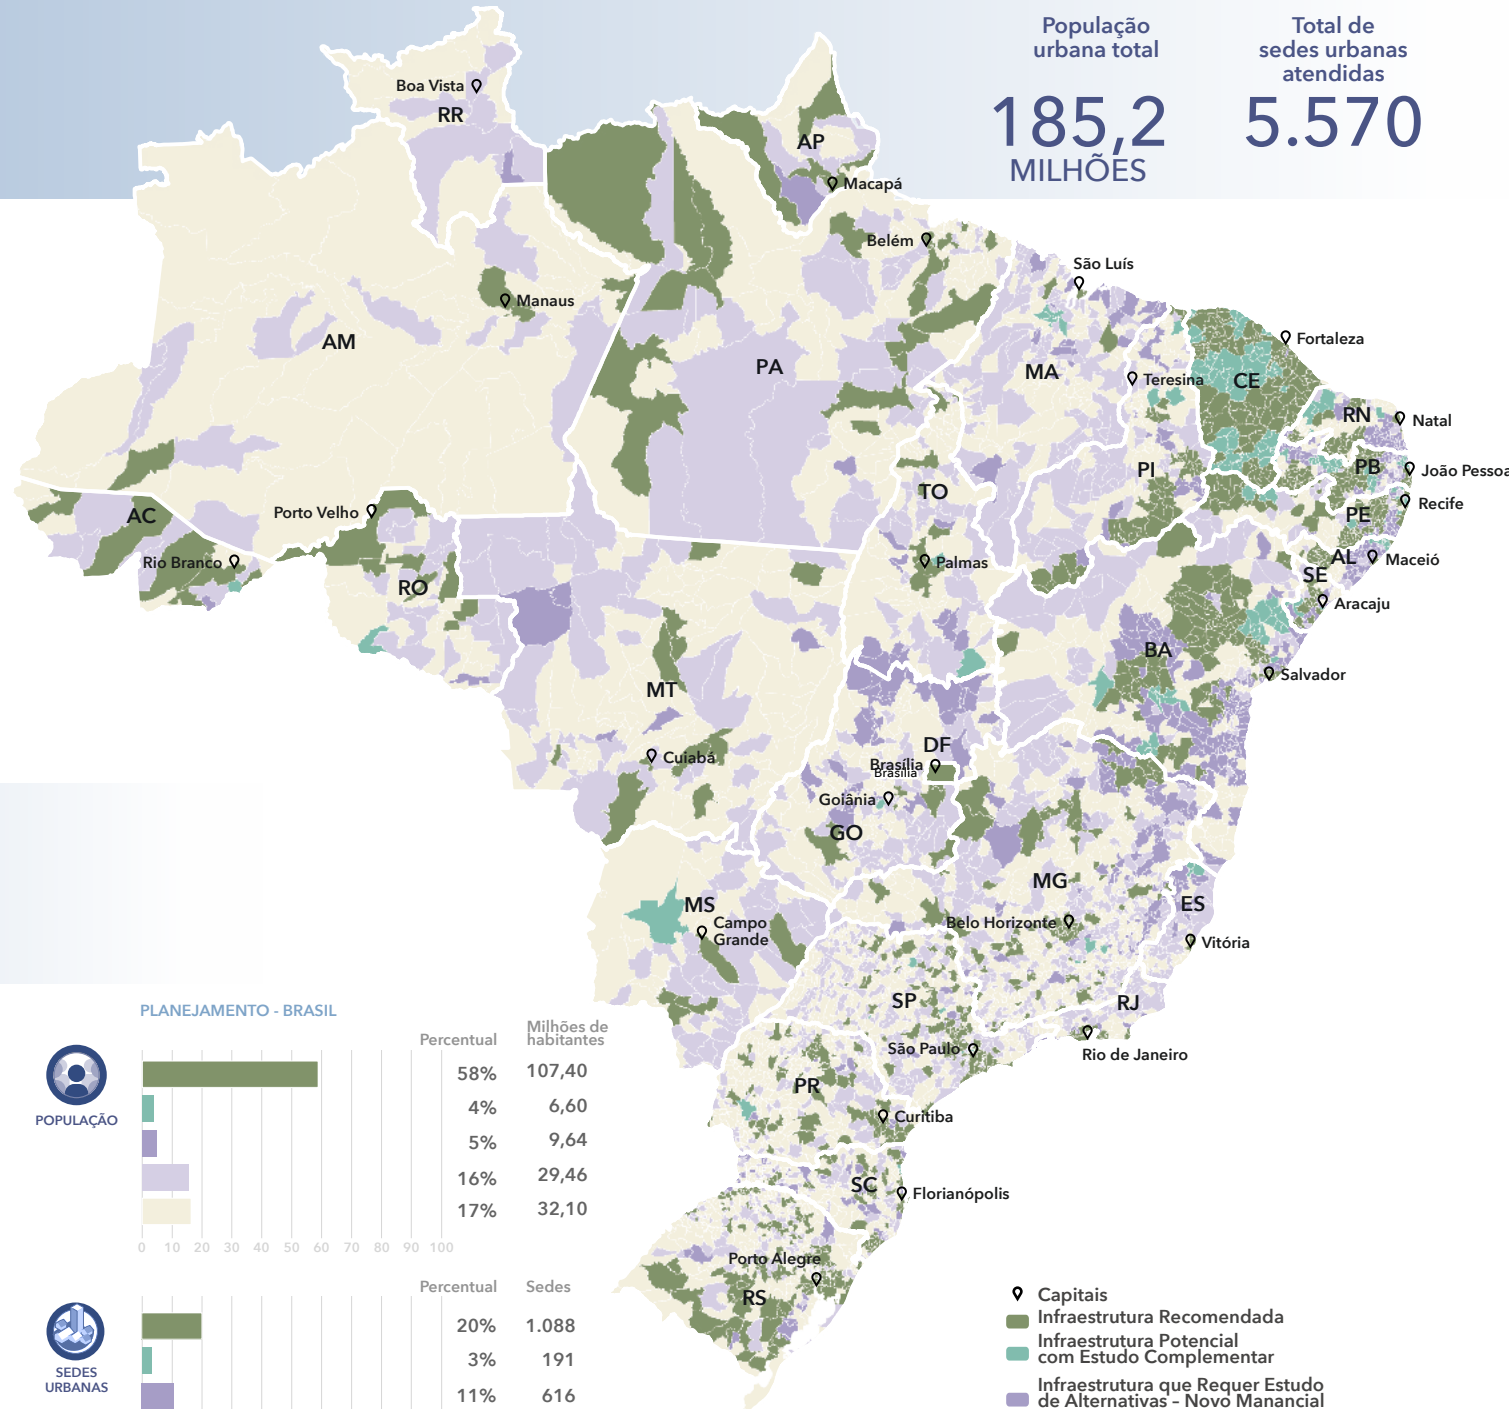 População
urbana total
185,2
MILHÕES
Total de
sedes urbanas
atendidas
5.570
Boa Vista
RR
AP
Macapá
Belém
São Luís
Manaus
AM
PA
MA
Teresina
Fortaleza
CE
RN
Natal
PI
PB
João Pessoa
TO
PE
Recife
AC
Porto Velho
Rio Branco
RO
Palmas
AL
Maceió
SE
Aracaju
BA
Salvador
MT
Cuiabá
DF
Brasília
Brasília
Goiânia
GO
MG
MS
Campo
Grande
Belo Horizonte
ES
Vitória
SP
RJ
São Paulo
Rio de Janeiro
PR
Curitiba
SC
Florianópolis
Porto Alegre
RS
PLANEJAMENTO - BRASIL
Percentual
Milhões de
habitantes
58% 107,40
4% 6,60
5% 9,64
16% 29,46
17% 32,10
POPULAÇÃO
0 10 20 30 40 50 60 70 80 90 100
Percentual Sedes
20% 1.088
3% 191
11% 616
SEDES
URBANAS
Capitais
Infraestrutura Recomendada
Infraestrutura Potencial
com Estudo Complementar
Infraestrutura que Requer Estudo
de Alternativas – Novo Manancial